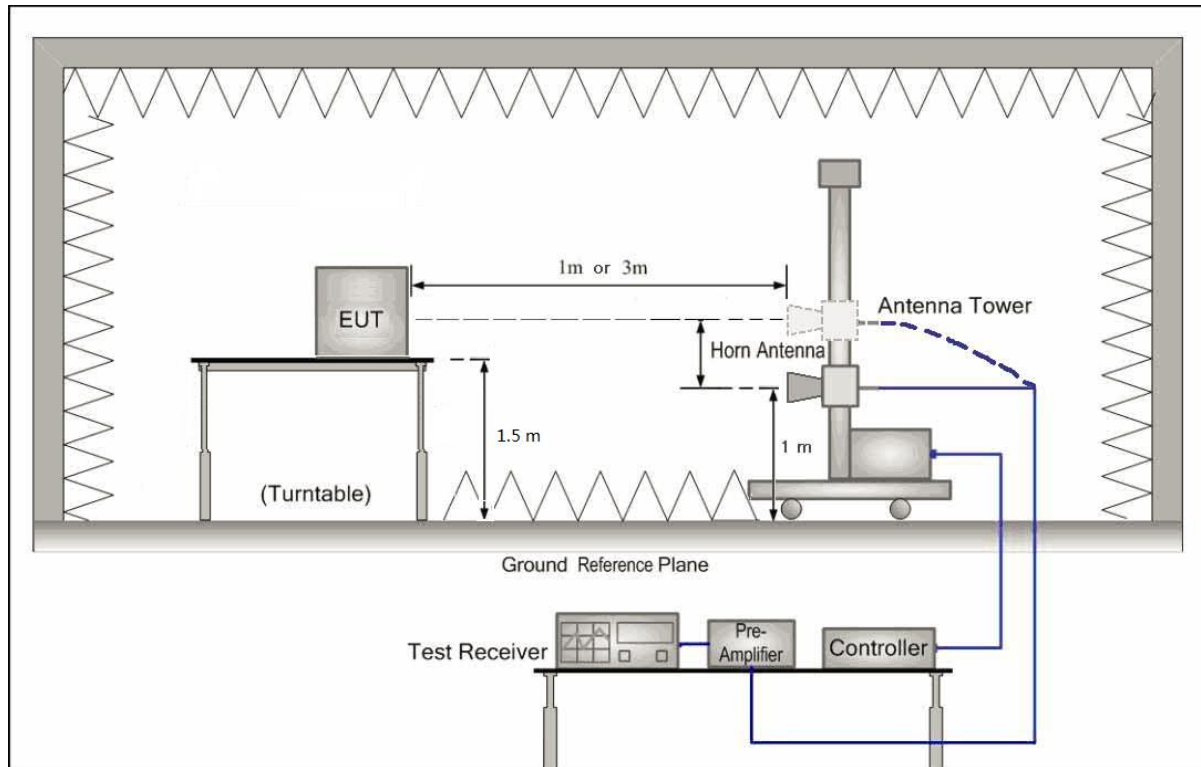 1m or 3m
EUT
Antenna Tower
Horn Antenna
1.5 m
1 m
(Turntable)
Ground Reference Plane
Test Receiver
Pre-
Amplifier
Controller